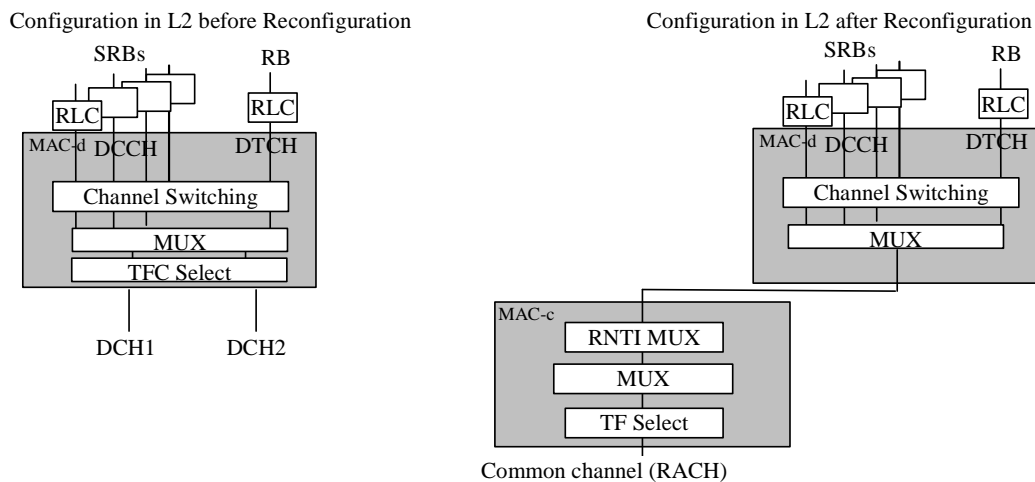 Configuration in L2 before Reconfiguration
SRBs
RB
RLC
RLC
MAC-d
DCCH
DTCH
Channel Switching
MUX
TFC Select
DCH1
DCH2
Configuration in L2 after Reconfiguration
SRBs
RB
RLC
RLC
MAC-d
DCCH
DTCH
Channel Switching
MUX
MAC-c
RNTI MUX
MUX
TF Select
Common channel (RACH)